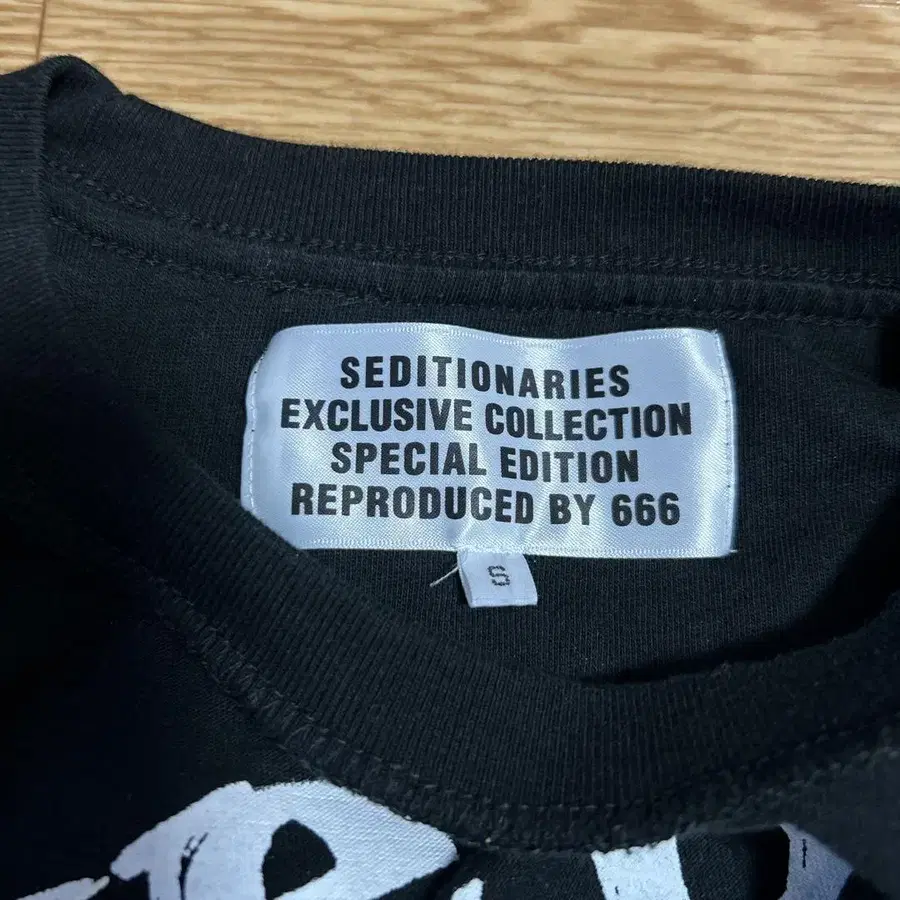 SEDITIONARIES
EXCLUSIVE COLLECTION
SPECIAL EDITION
REPRODUCED BY 666
S